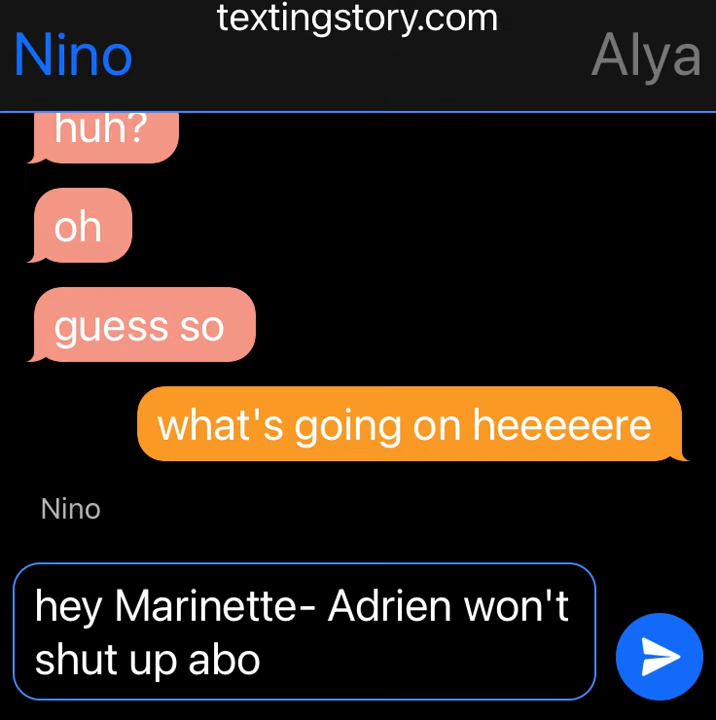 textingstory.com
Nino
Alya
huh?
oh
guess so
what's going on heeeeere
Nino
hey Marinette- Adrien won't
shut up abo